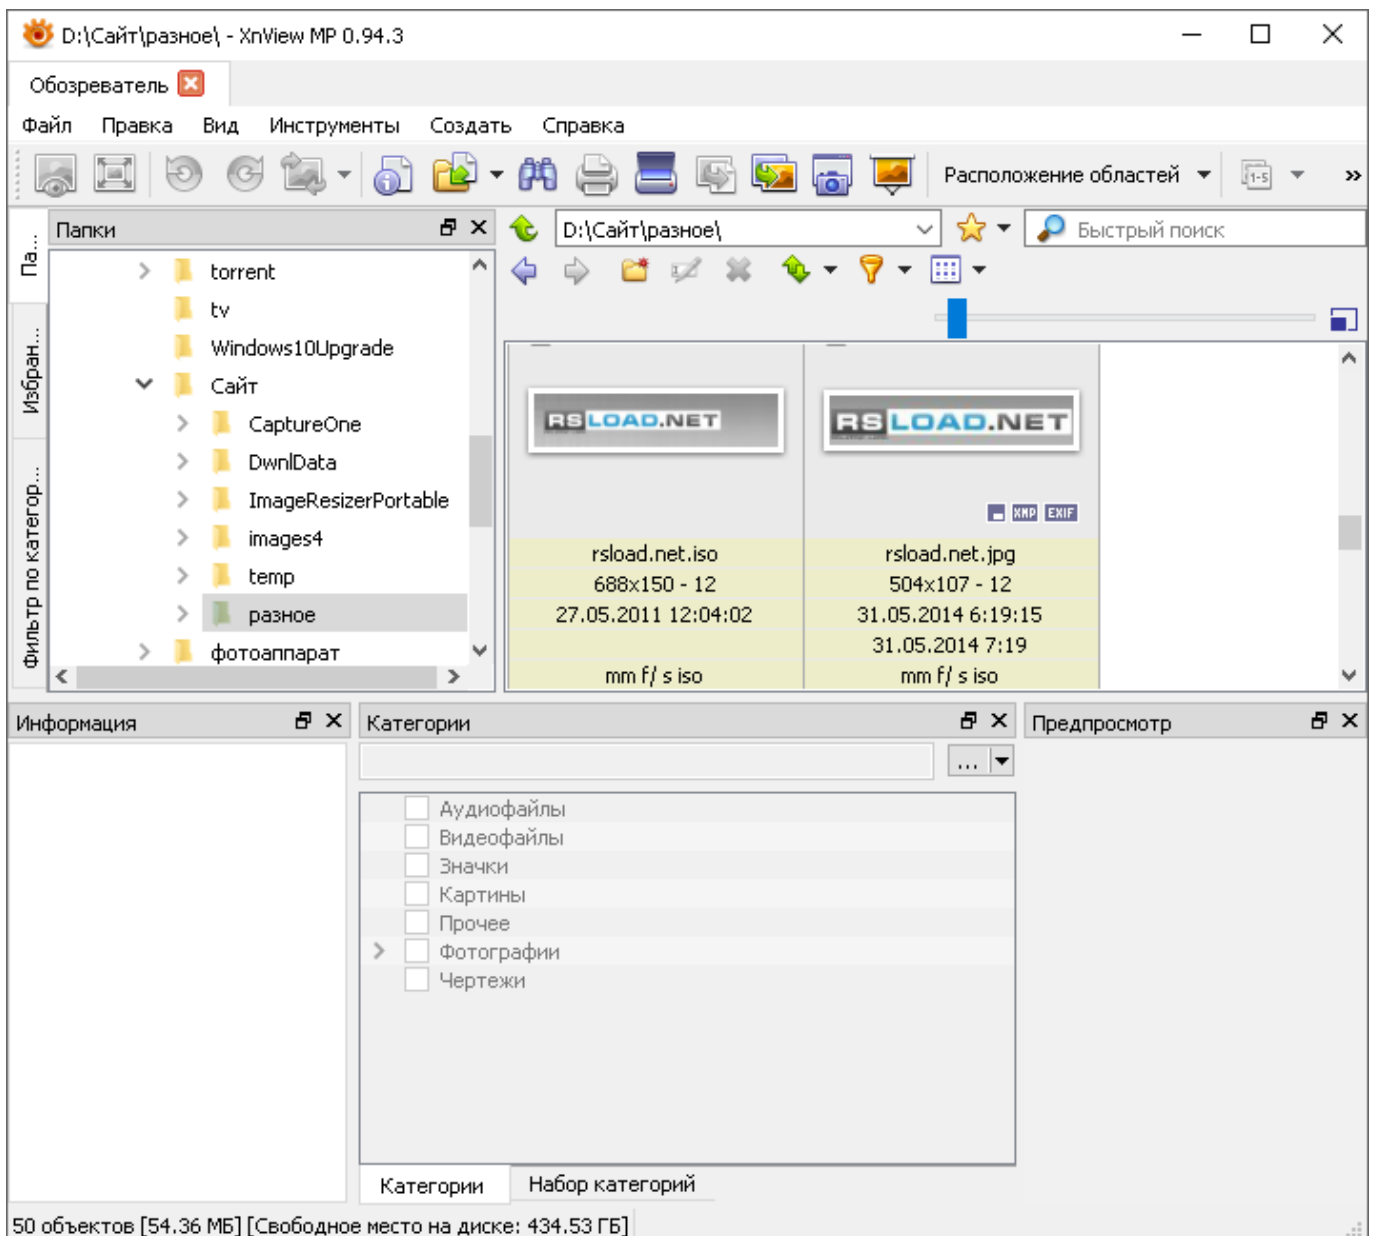 D:\Сайт\разное\ - XnView MP 0.94.3
Обозреватель
Файл Правка Вид Инструменты Создать Справка
Расположение областей
1-5
»
Па...
Избран...
Фильтр по категор...
Папки
torrent
tv
Windows10Upgrade
Сайт
CaptureOne
DwnlData
ImageResizerPortable
images4
temp
разное
фотоаппарат
D:\Сайт\разное\
Быстрый поиск
RSLOAD.NET
rsload.net.iso
688x150 - 12
27.05.2011 12:04:02
mm f/ s iso
RSLOAD.NET
XMP EXIF
rsload.net.jpg
504x107 - 12
31.05.2014 6:19:15
31.05.2014 7:19
mm f/ s iso
Информация
Категории
...
Аудиофайлы
Видеофайлы
Значки
Картины
Прочее
Фотографии
Чертежи
Категории Набор категорий
Предпросмотр
50 объектов [54.36 МБ] [Свободное место на диске: 434.53 ГБ]